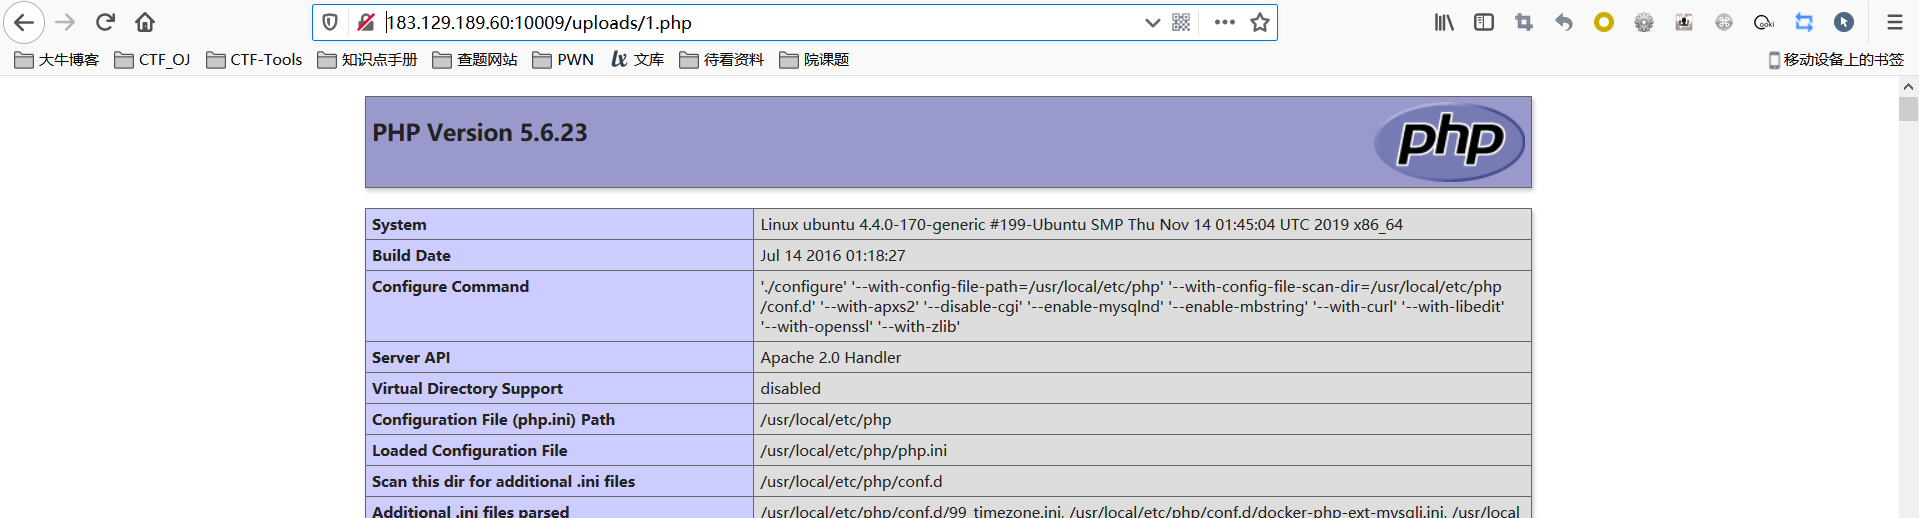 183.129.189.60:10009/uploads/1.php
大牛博客 CTF_OJ CTF-Tools 知识点手册 查题网站 PWN lx 文库 待看资料 院课题 移动设备上的书签
PHP Version 5.6.23
php
System Linux ubuntu 4.4.0-170-generic #199-Ubuntu SMP Thu Nov 14 01:45:04 UTC 2019 x86_64
Build Date Jul 14 2016 01:18:27
Configure Command './configure' '--with-config-file-path=/usr/local/etc/php' '--with-config-file-scan-dir=/usr/local/etc/php
/conf.d' '--with-apxs2' '--disable-cgi' '--enable-mysqlnd' '--enable-mbstring' '--with-curl' '--with-libedit'
'--with-openssl' '--with-zlib'
Server API Apache 2.0 Handler
Virtual Directory Support disabled
Configuration File (php.ini) Path /usr/local/etc/php
Loaded Configuration File /usr/local/etc/php/php.ini
Scan this dir for additional .ini files /usr/local/etc/php/conf.d
Additional .ini files parsed /usr/local/etc/php/conf.d/99_timezone.ini, /usr/local/etc/php/conf.d/docker-php-ext-mysqli.ini, /usr/local